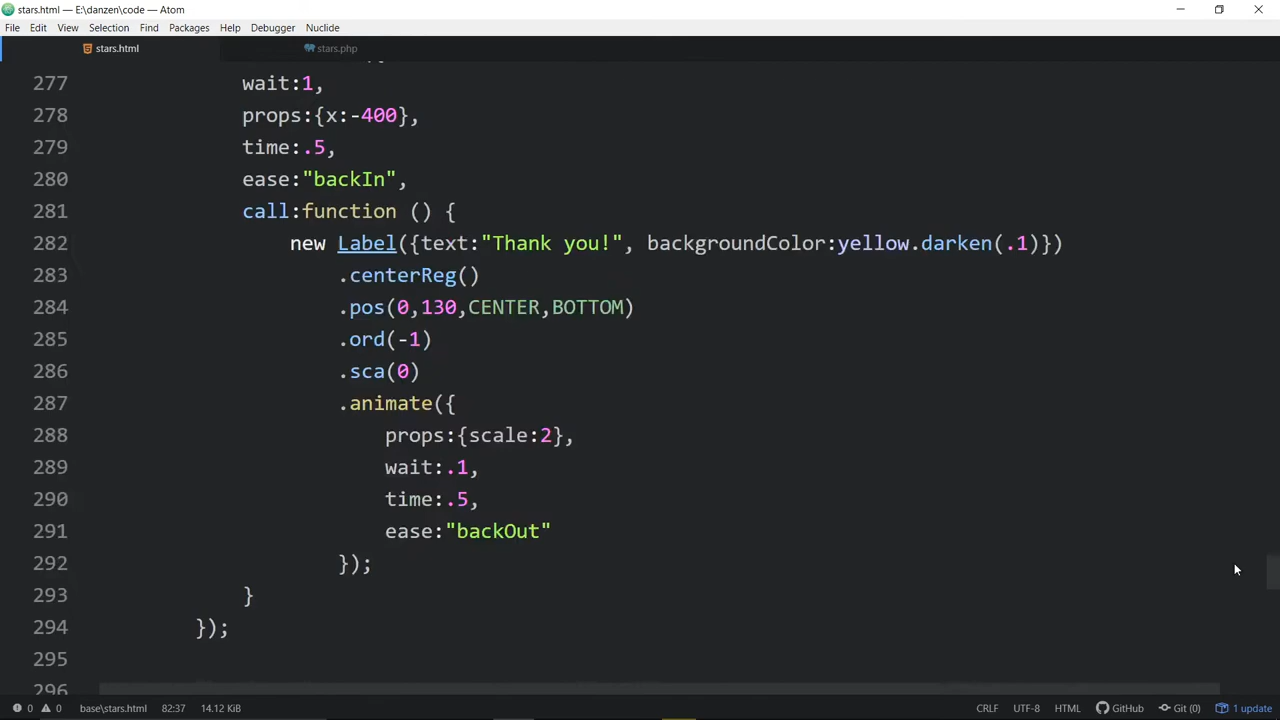 stars.html — E:\danzen\code — Atom
File Edit View Selection Find Packages Help Debugger Nuclide
stars.html stars.php
277 wait:1,
278 props:{x:-400},
279 time:.5,
280 ease:"backIn",
281 call:function () {
282 new Label({text:"Thank you!", backgroundColor:yellow.darken(.1)})
283 .centerReg()
284 .pos(0,130,CENTER,BOTTOM)
285 .ord(-1)
286 .sca(0)
287 .animate({
288 props:{scale:2},
289 wait:.1,
290 time:.5,
291 ease:"backOut"
292 });
293 }
294 });
295
296
0 0 base\stars.html 82:37 14.12 KiB CRLF UTF-8 HTML GitHub Git (0) 1 update